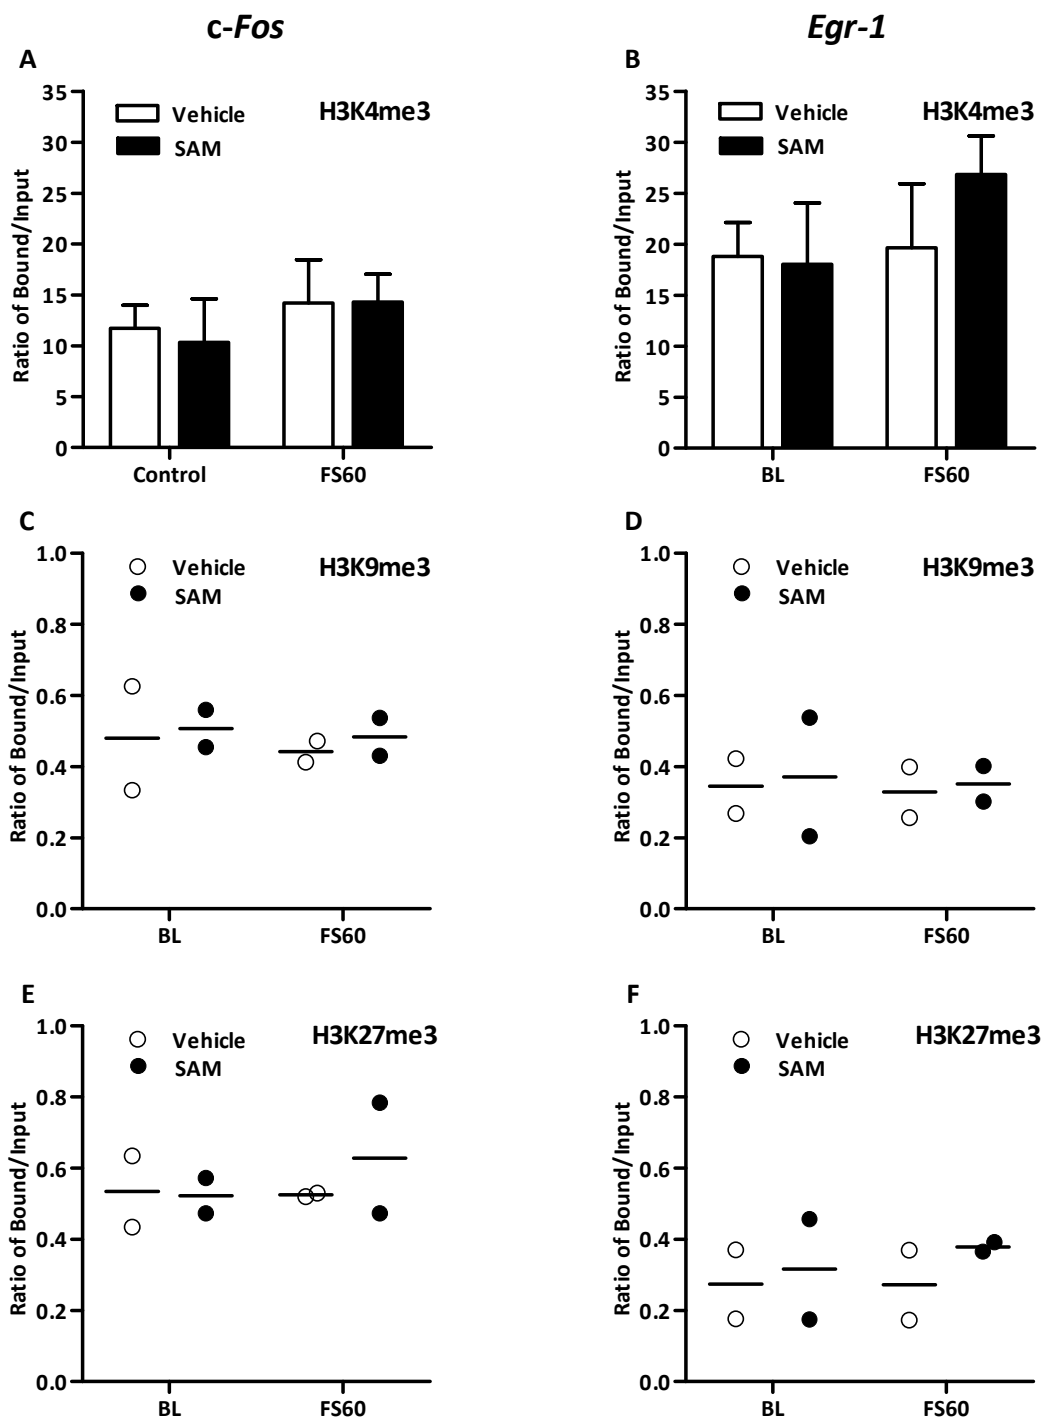 c-Fos
Egr-1
A
35
30
25
20
15
10
5
0
Ratio of Bound/Input
Vehicle
SAM
H3K4me3
Control
FS60
B
35
30
25
20
15
10
5
0
Ratio of Bound/Input
Vehicle
SAM
H3K4me3
BL
FS60
C
1.0
0.8
0.6
0.4
0.2
0.0
Ratio of Bound/Input
Vehicle
SAM
H3K9me3
BL
FS60
D
1.0
0.8
0.6
0.4
0.2
0.0
Ratio of Bound/Input
Vehicle
SAM
H3K9me3
BL
FS60
E
1.0
0.8
0.6
0.4
0.2
0.0
Ratio of Bound/Input
Vehicle
SAM
H3K27me3
BL
FS60
F
1.0
0.8
0.6
0.4
0.2
0.0
Ratio of Bound/Input
Vehicle
SAM
H3K27me3
BL
FS60